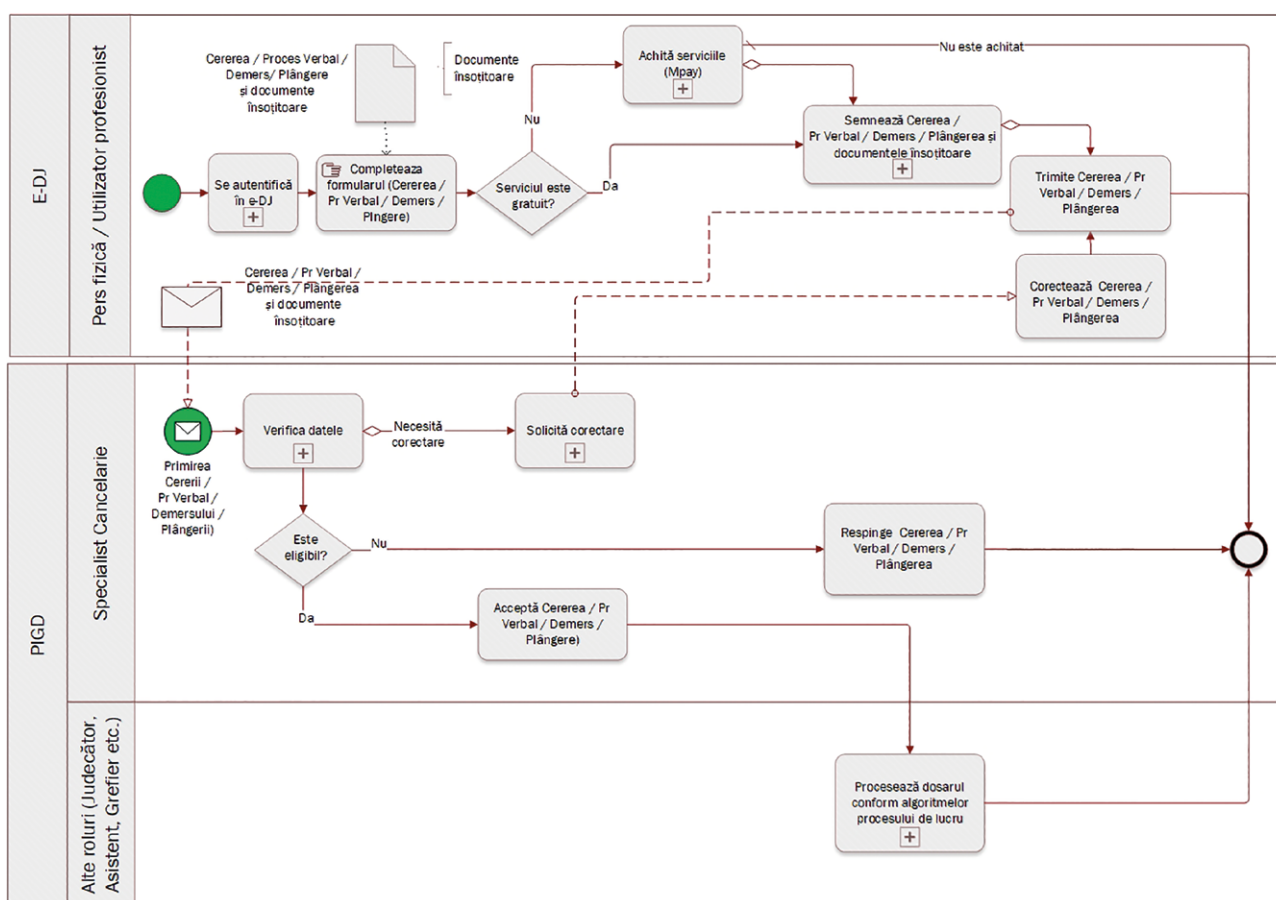 E-DJ
Pers fizică / Utilizator profesionist
Cererea / Proces Verbal /
Demers/ Plângere
și documente
însoțitoare
Documente
însoțitoare
Achită serviciile
(Mpay)
Nu este achitat
Nu
Semnează Cererea /
Pr Verbal / Demers / Plângerea și
documentele însoțitoare
Se autentifică
în e-DJ
Completeaza
formularul (Cererea /
Pr Verbal / Demers /
Plngere)
Serviciul este
gratuit?
Da
Trimite Cererea / Pr
Verbal / Demers /
Plângerea
Cererea / Pr Verbal /
Demers / Plângerea
și documente
însoțitoare
Corectează Cererea /
Pr Verbal / Demers /
Plângerea
PIGD
Specialist Cancelarie
Primirea
Cererii /
Pr Verbal /
Demersului /
Plângerii)
Verifica datele
Necesită
corectare
Solicită corectare
Este
eligibil?
Nu
Respinge Cererea / Pr
Verbal / Demers /
Plângerea
Da
Acceptă Cererea / Pr
Verbal / Demers /
Plângere)
Alte roluri (Judecător,
Asistent, Grefier etc.)
Procesează dosarul
conform algoritmelor
procesului de lucru